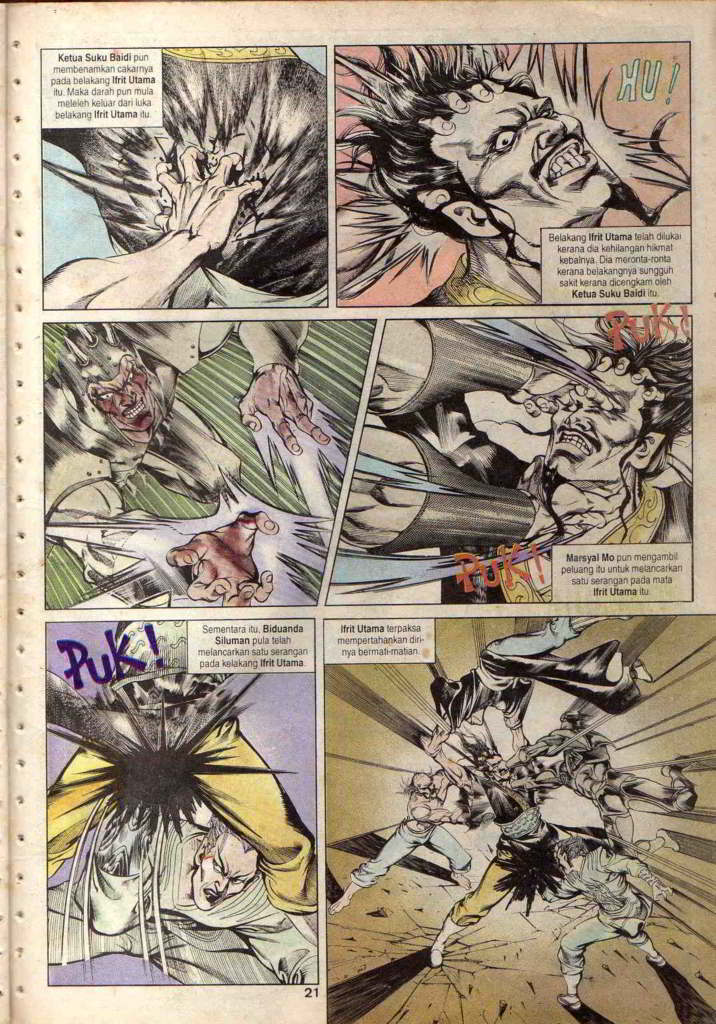 Ketua Suku Baidi pun
membenamkan cakarnya
pada belakang Ifrit Utama
itu. Maka darah pun mula
meleleh keluar dari luka
belakang Ifrit Utama itu.
HU!
Belakang Ifrit Utama telah dilukai
kerana dia kehilangan hikmat
kebalnya. Dia meronta-ronta
kerana belakangnya sungguh
sakit kerana dicengkam oleh
Ketua Suku Baidi itu.
PUK!
PUK!
Marsyal Mo pun mengambil
peluang itu untuk melancarkan
satu serangan pada mata
Ifrit Utama itu.
PUK!
Sementara itu, Biduanda
Siluman pula telah
melancarkan satu serangan
pada kelakang Ifrit Utama.
Ifrit Utama terpaksa
mempertahankan diri-
nya bermati-matian.
21